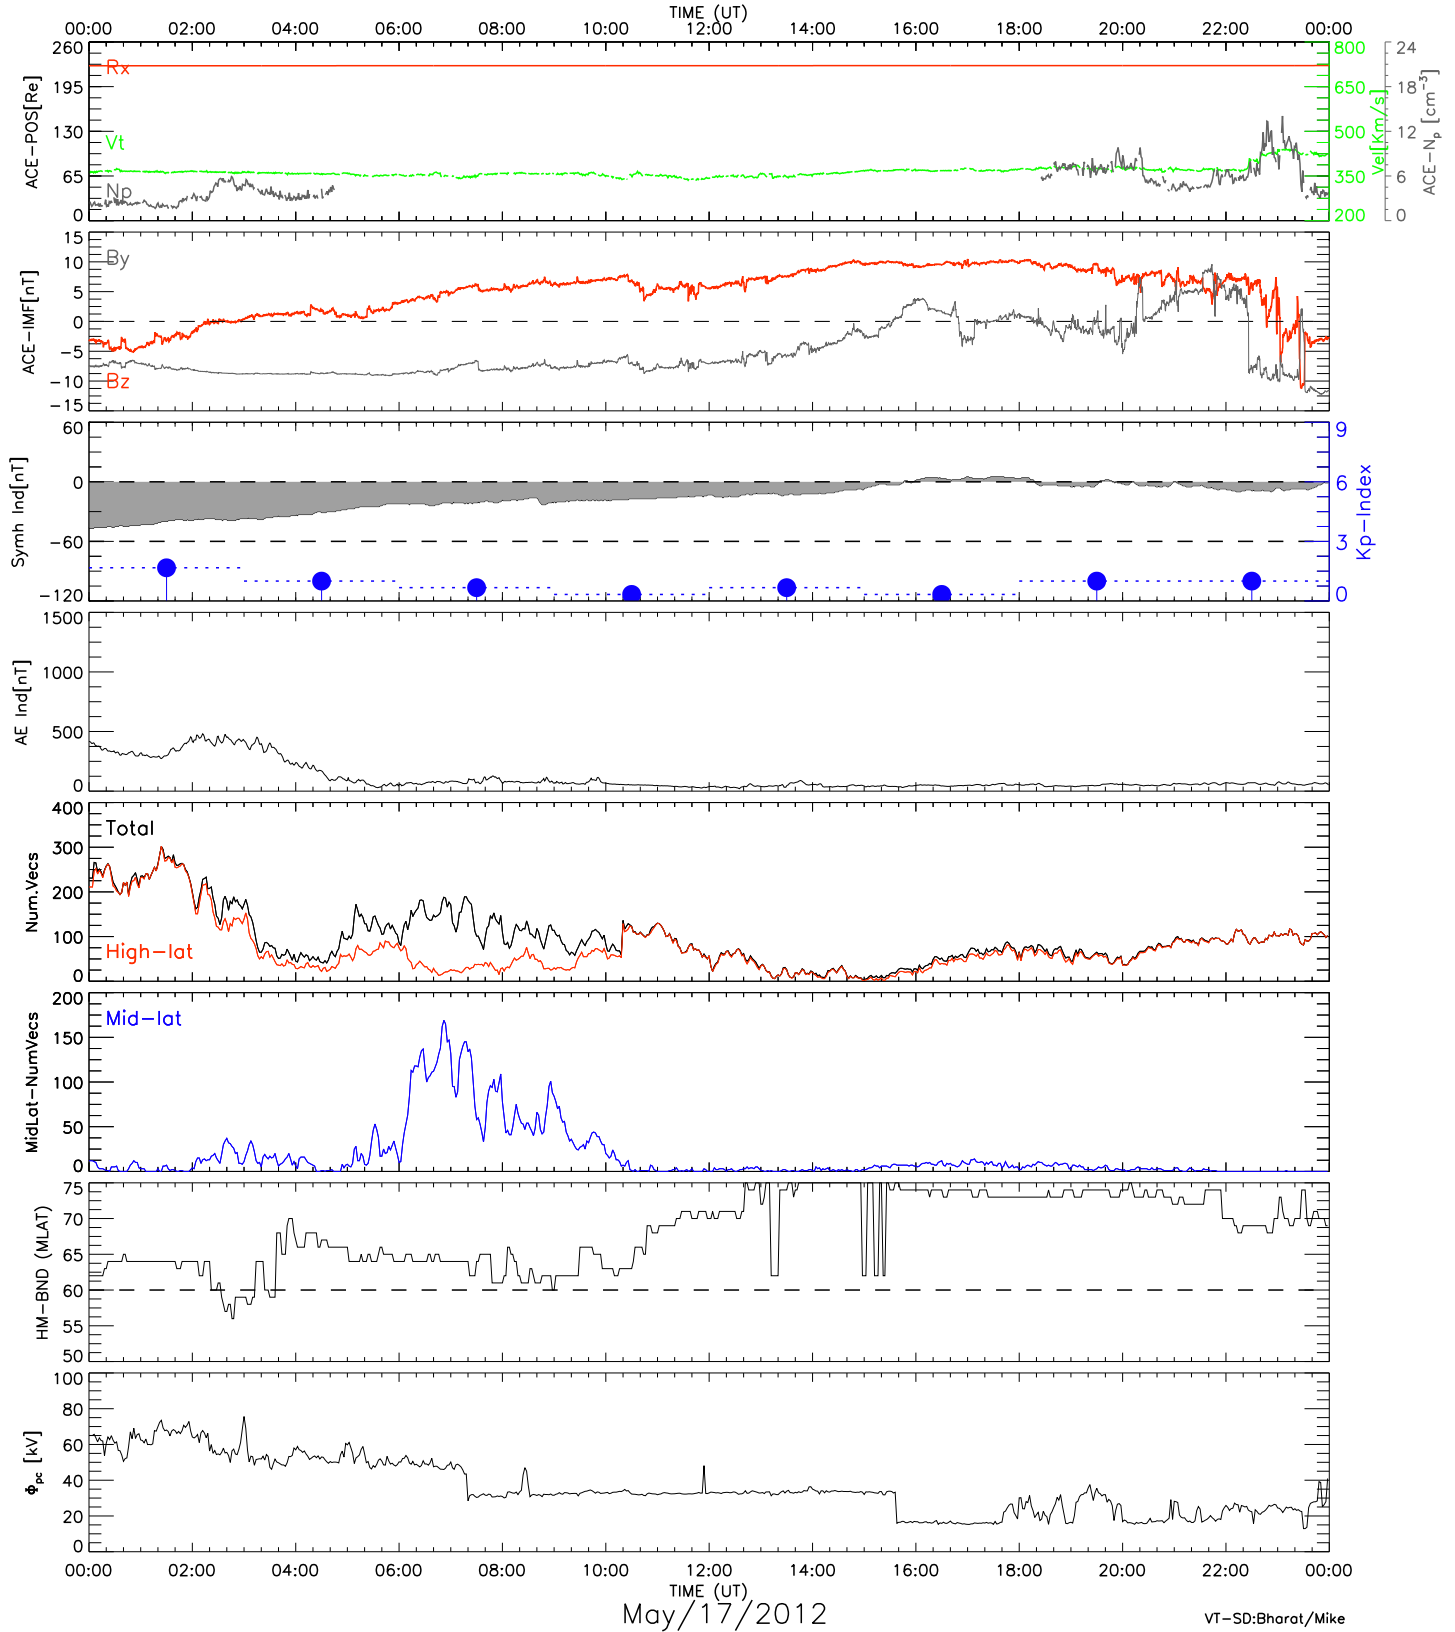 TIME (UT)
00:00 02:00 04:00 06:00 08:00 10:00 12:00 14:00 16:00 18:00 20:00 22:00 00:00
ACE-POS[Re]
260
195
130
65
0
Rx
Vt
Np
800
650
500
350
200
Vel[Km/s]
24
18
12
6
0
ACE-Np [cm-3]
ACE-IMF[nT]
15
10
5
0
-5
-10
-15
By
Bz
Symh Ind[nT]
60
0
-60
-120
9
6
3
0
Kp-Index
AE Ind[nT]
1500
1000
500
0
Num.Vecs
400
300
200
100
0
Total
High-lat
MidLat-NumVecs
200
150
100
50
0
Mid-lat
HM-BND (MLAT)
75
70
65
60
55
50
Φpc [kV]
100
80
60
40
20
0
00:00 02:00 04:00 06:00 08:00 10:00 12:00 14:00 16:00 18:00 20:00 22:00 00:00
TIME (UT)
May/17/2012
VT-SD:Bharat/Mike